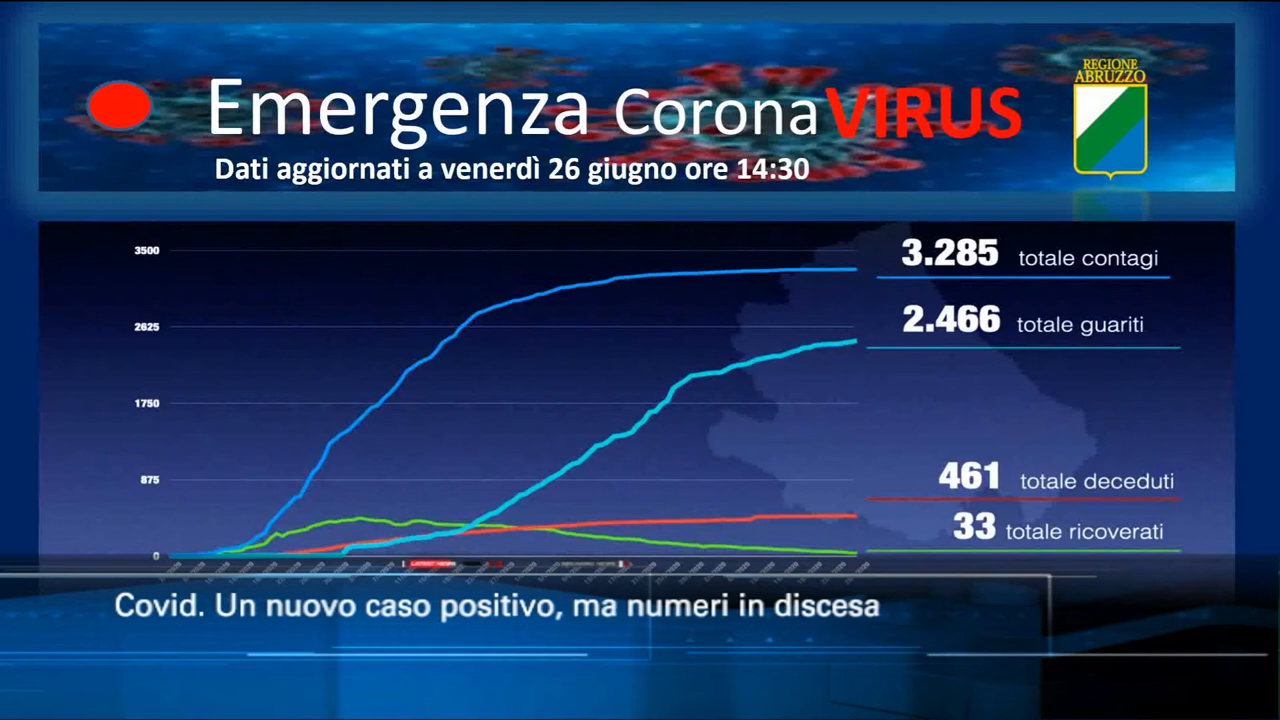 REGIONE
ABRUZZO
Emergenza CoronaVIRUS
Dati aggiornati a venerdì 26 giugno ore 14:30
3500
3.285 totale contagi
2625
2.466 totale guariti
1750
875
461 totale deceduti
33 totale ricoverati
0
LATEST NEWS
Covid. Un nuovo caso positivo, ma numeri in discesa